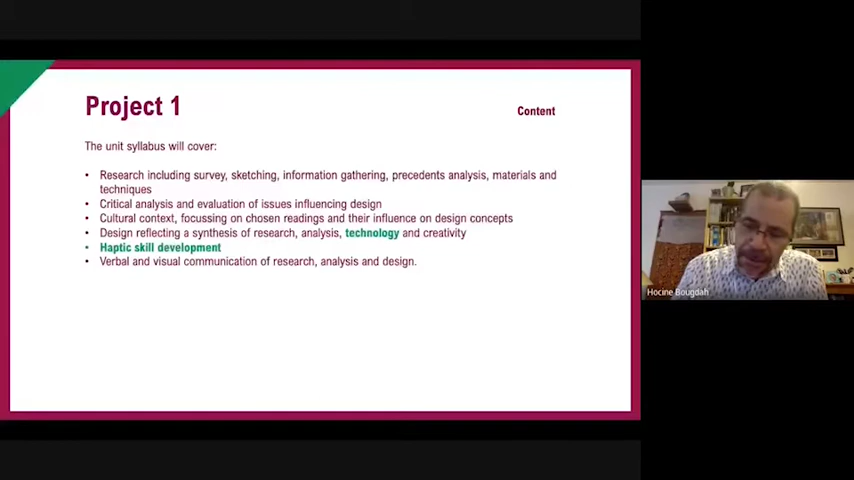 Project 1
Content
The unit syllabus will cover:
• Research including survey, sketching, information gathering, precedents analysis, materials and
techniques
• Critical analysis and evaluation of issues influencing design
• Cultural context, focussing on chosen readings and their influence on design concepts
• Design reflecting a synthesis of research, analysis, technology and creativity
• Haptic skill development
• Verbal and visual communication of research, analysis and design.
Hocine Bougdah